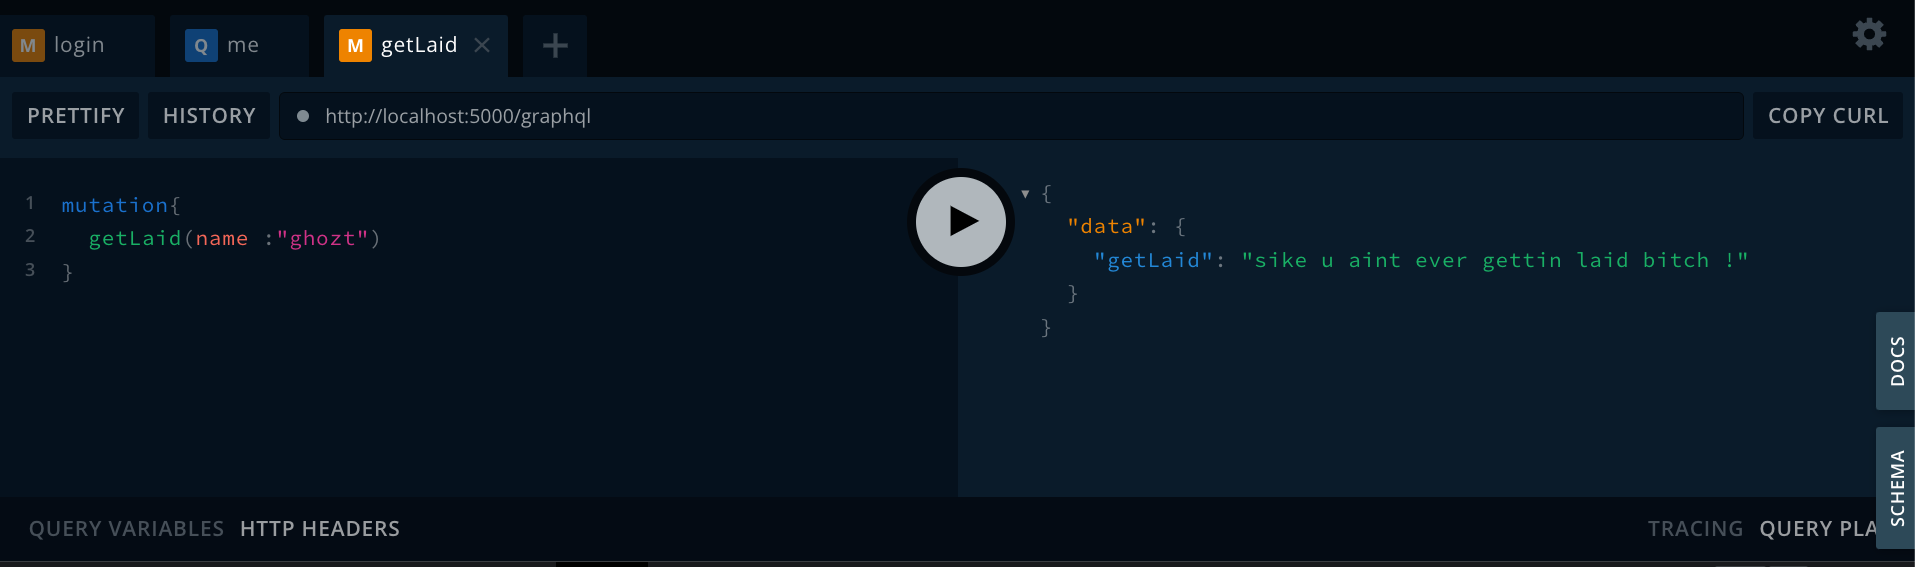 M login Q me M getLaid
PRETTIFY HISTORY http://localhost:5000/graphql COPY CURL
1 mutation{
2 getLaid(name :"ghozt")
3 }
{
"data": {
"getLaid": "sike u aint ever gettin laid bitch !"
}
}
DOCS
SCHEMA
QUERY VARIABLES HTTP HEADERS
TRACING QUERY PLA